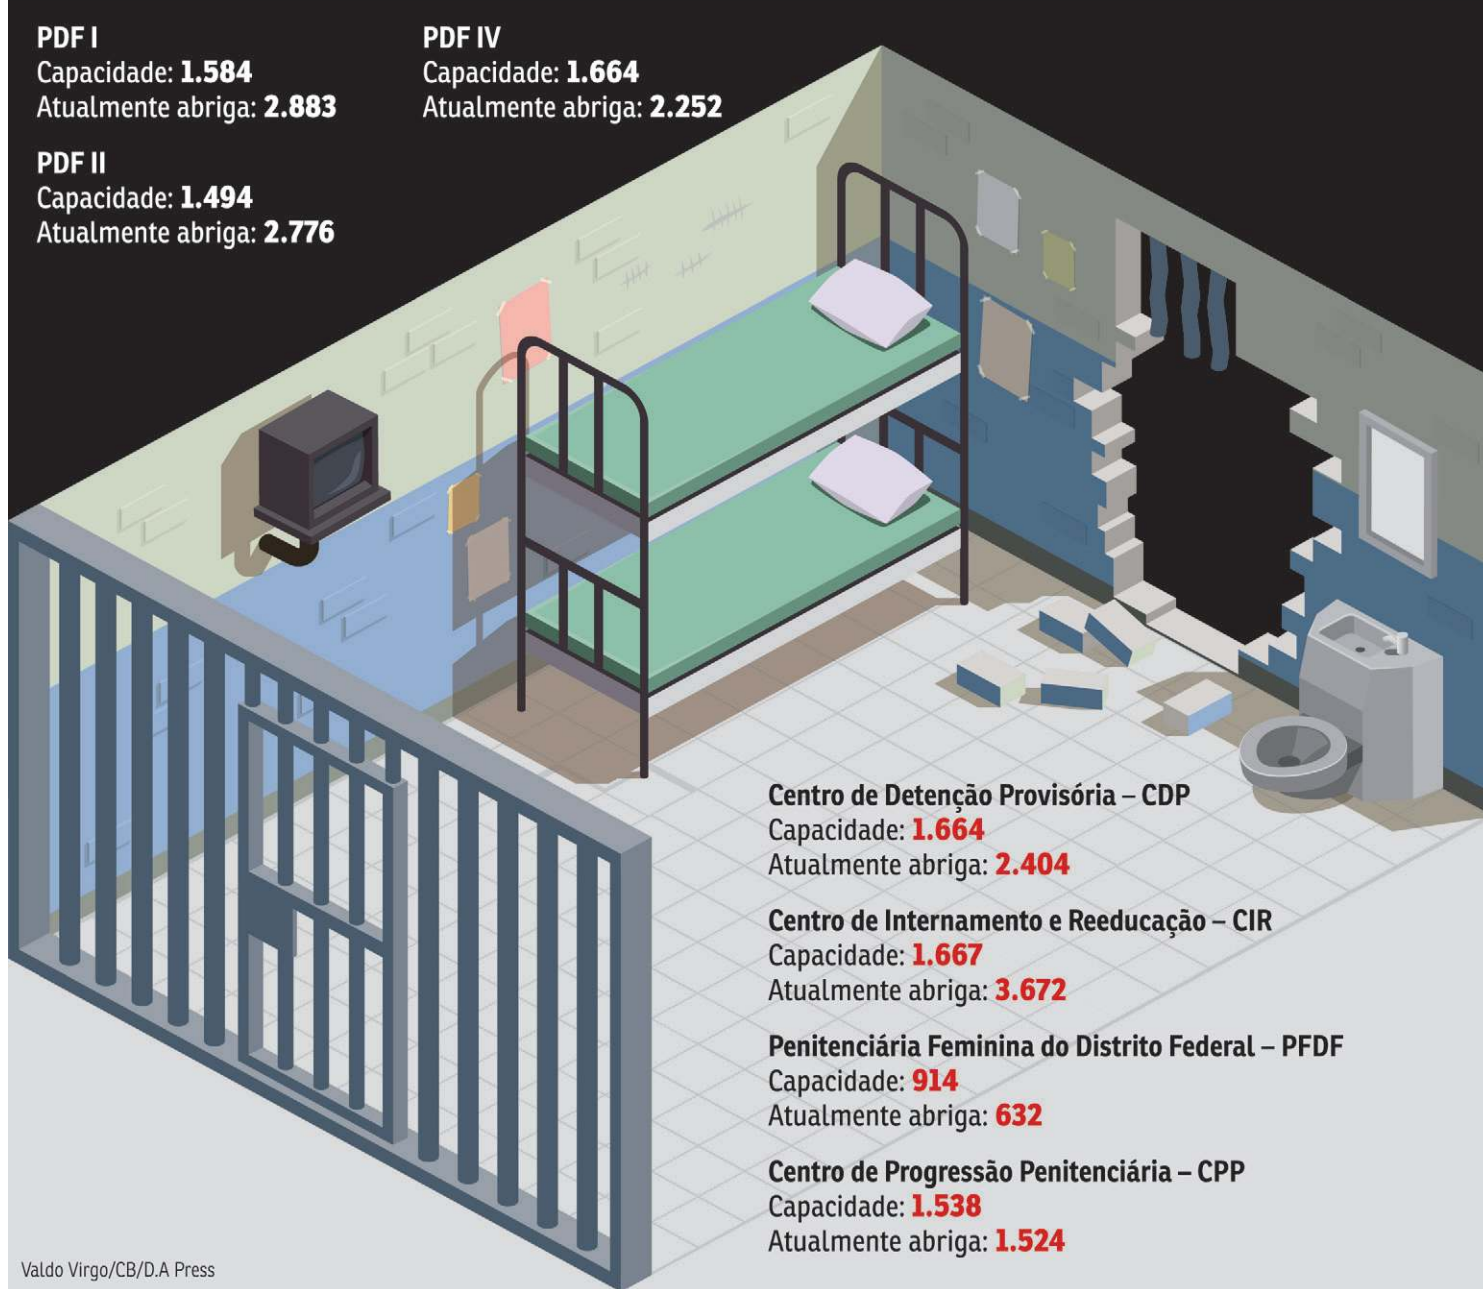 PDF I
Capacidade: 1.584
Atualmente abriga: 2.883
PDF II
Capacidade: 1.494
Atualmente abriga: 2.776
PDF IV
Capacidade: 1.664
Atualmente abriga: 2.252
Centro de Detenção Provisória – CDP
Capacidade: 1.664
Atualmente abriga: 2.404
Centro de Internamento e Reeducação – CIR
Capacidade: 1.667
Atualmente abriga: 3.672
Penitenciária Feminina do Distrito Federal – PFDF
Capacidade: 914
Atualmente abriga: 632
Centro de Progressão Penitenciária – CPP
Capacidade: 1.538
Atualmente abriga: 1.524
Valdo Virgo/CB/D.A Press